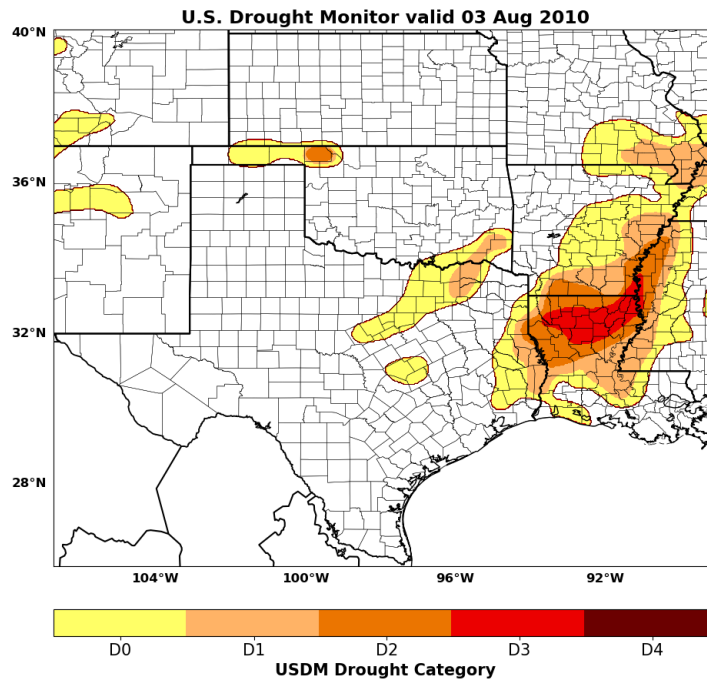 U.S. Drought Monitor valid 03 Aug 2010
40°N
36°N
32°N
28°N
104°W 100°W 96°W 92°W
D0 D1 D2 D3 D4
USDM Drought Category